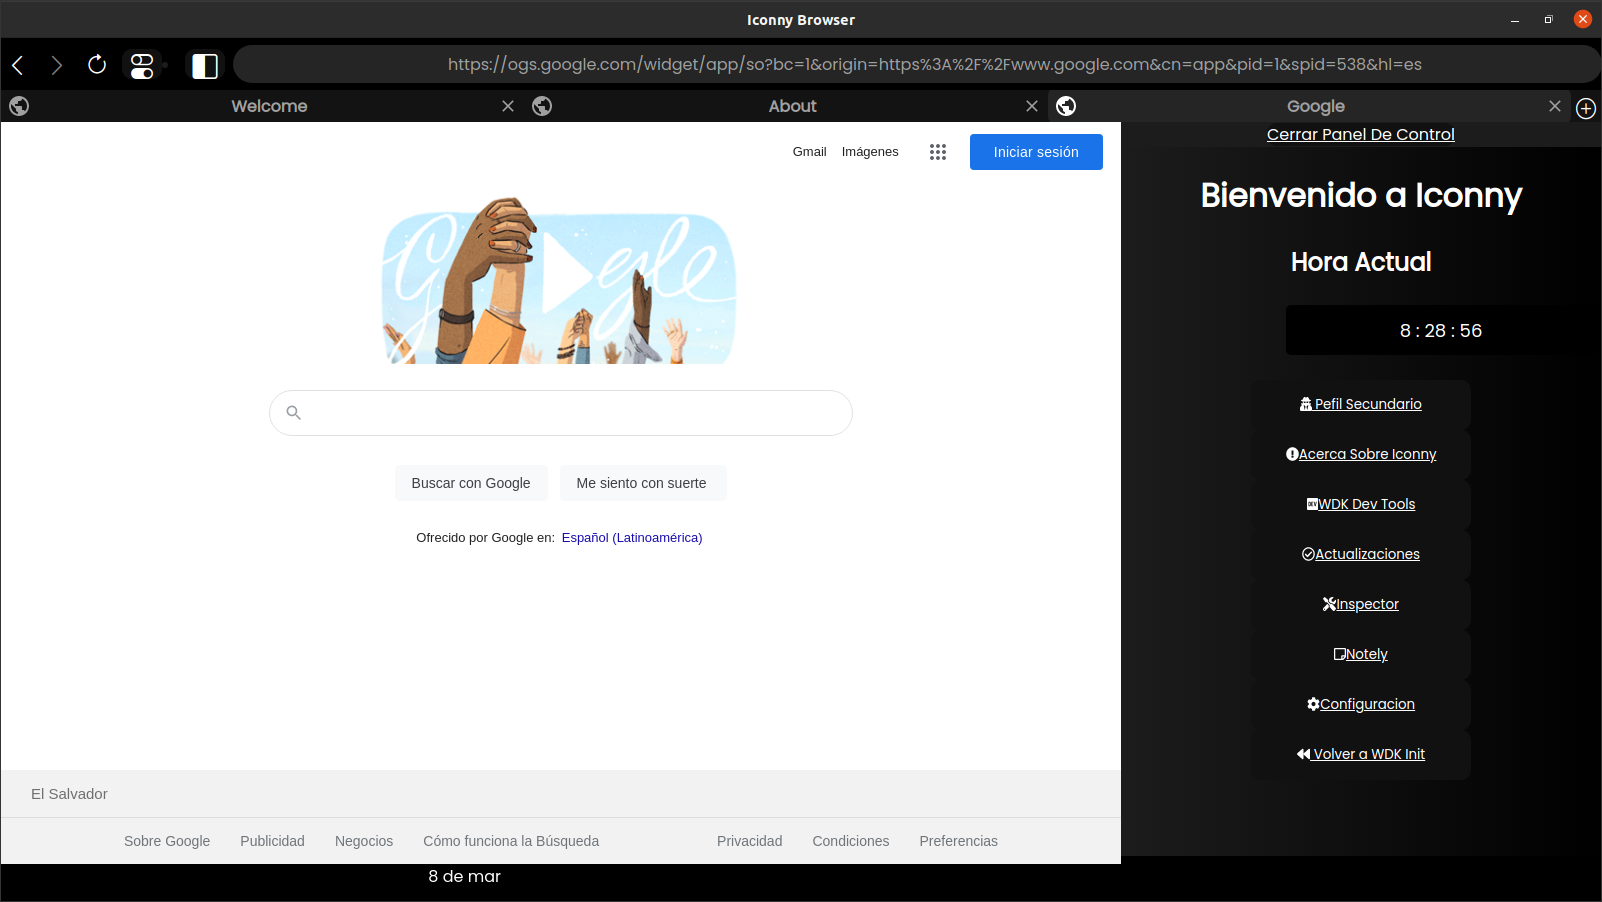 Iconny Browser
https://ogs.google.com/widget/app/so?bc=1&origin=https%3A%2F%2Fwww.google.com&cn=app&pid=1&spid=538&hl=es
Welcome
About
Google
Gmail
Imágenes
Iniciar sesión
Google
Buscar con Google
Me siento con suerte
Ofrecido por Google en: Español (Latinoamérica)
El Salvador
Sobre Google
Publicidad
Negocios
Cómo funciona la Búsqueda
Privacidad
Condiciones
Preferencias
8 de mar
Cerrar Panel De Control
Bienvenido a Iconny
Hora Actual
8 : 28 : 56
Pefil Secundario
Acerca Sobre Iconny
DEV WDK Dev Tools
Actualizaciones
Inspector
Notely
Configuracion
Volver a WDK Init